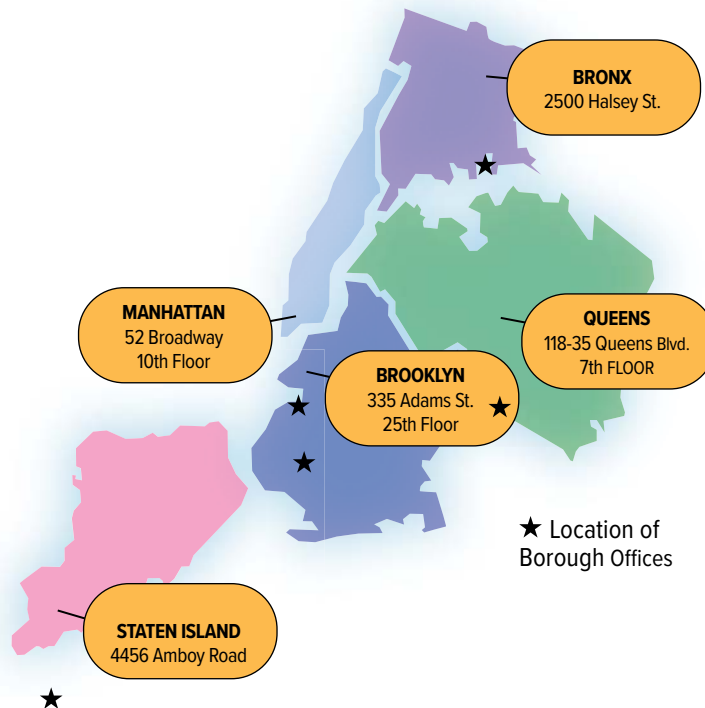 BRONX
2500 Halsey St.
MANHATTAN
52 Broadway
10th Floor
QUEENS
118-35 Queens Blvd.
7th FLOOR
BROOKLYN
335 Adams St.
25th Floor
★ Location of
Borough Offices
STATEN ISLAND
4456 Amboy Road